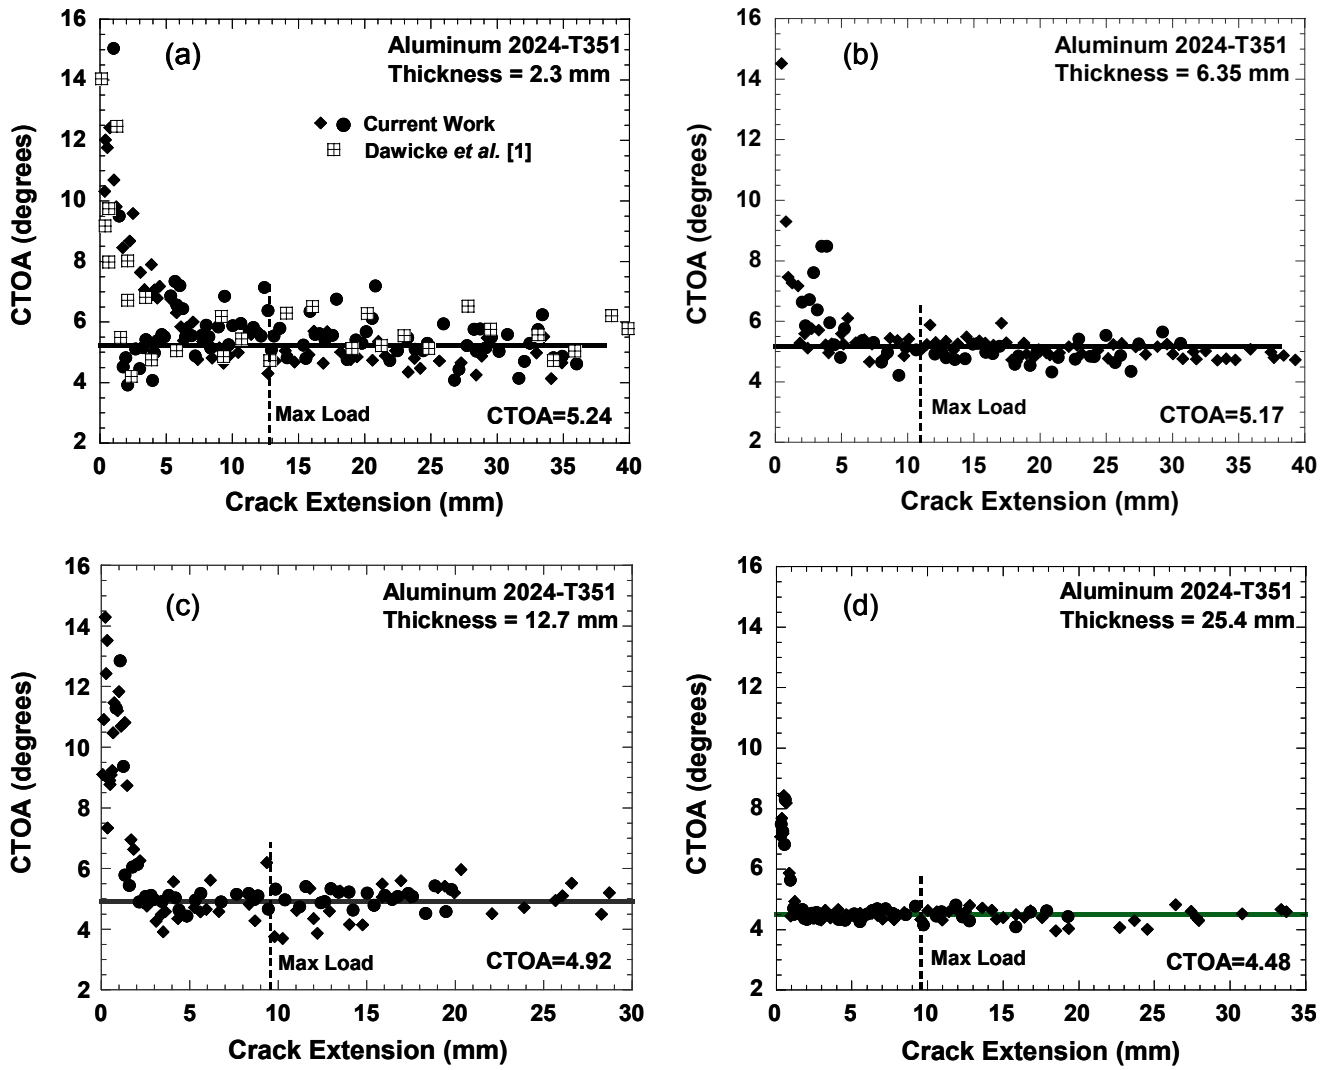 (a)
Aluminum 2024-T351
Thickness = 2.3 mm
Current Work
Dawicke et al. [1]
Max Load
CTOA=5.24
CTOA (degrees)
16
14
12
10
8
6
4
2
0 5 10 15 20 25 30 35 40
Crack Extension (mm)
(b)
Aluminum 2024-T351
Thickness = 6.35 mm
Max Load
CTOA=5.17
CTOA (degrees)
16
14
12
10
8
6
4
2
0 5 10 15 20 25 30 35 40
Crack Extension (mm)
(c)
Aluminum 2024-T351
Thickness = 12.7 mm
Max Load
CTOA=4.92
CTOA (degrees)
16
14
12
10
8
6
4
2
0 5 10 15 20 25 30
Crack Extension (mm)
(d)
Aluminum 2024-T351
Thickness = 25.4 mm
Max Load
CTOA=4.48
CTOA (degrees)
16
14
12
10
8
6
4
2
0 5 10 15 20 25 30 35
Crack Extension (mm)